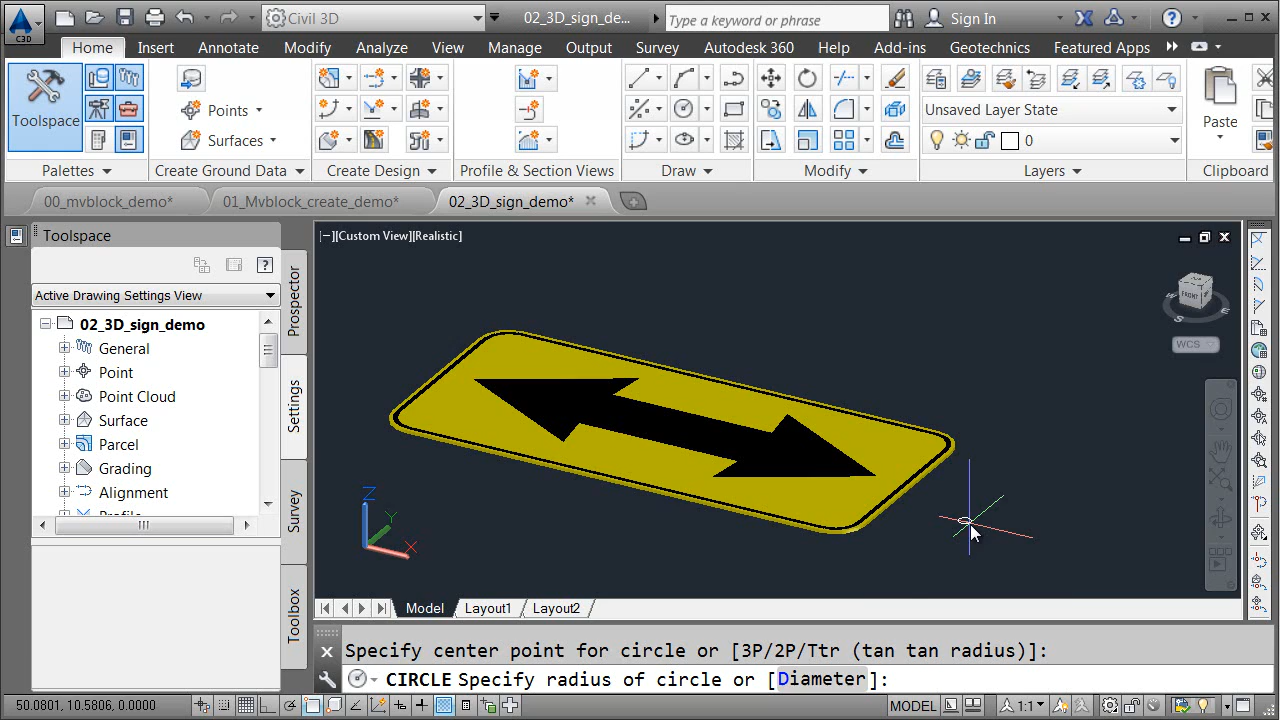 C3D
Civil 3D
02_3D_sign_de...
Type a keyword or phrase
Sign In
Home Insert Annotate Modify Analyze View Manage Output Survey Autodesk 360 Help Add-ins Geotechnics Featured Apps
Toolspace
Points
Surfaces
Unsaved Layer State
0
Paste
Palettes Create Ground Data Create Design Profile & Section Views Draw Modify Layers Clipboard
00_mvblock_demo* 01_Mvblock_create_demo* 02_3D_sign_demo*
Toolspace
Active Drawing Settings View
02_3D_sign_demo
General
Point
Point Cloud
Surface
Parcel
Grading
Alignment
Prospector
Settings
Survey
Toolbox
[−][Custom View][Realistic]
FRONT
W
S
WCS
Z
Y
X
Model Layout1 Layout2
Specify center point for circle or [3P/2P/Ttr (tan tan radius)]:
CIRCLE Specify radius of circle or [Diameter]:
50.0801, 10.5806, 0.0000
MODEL
1:1